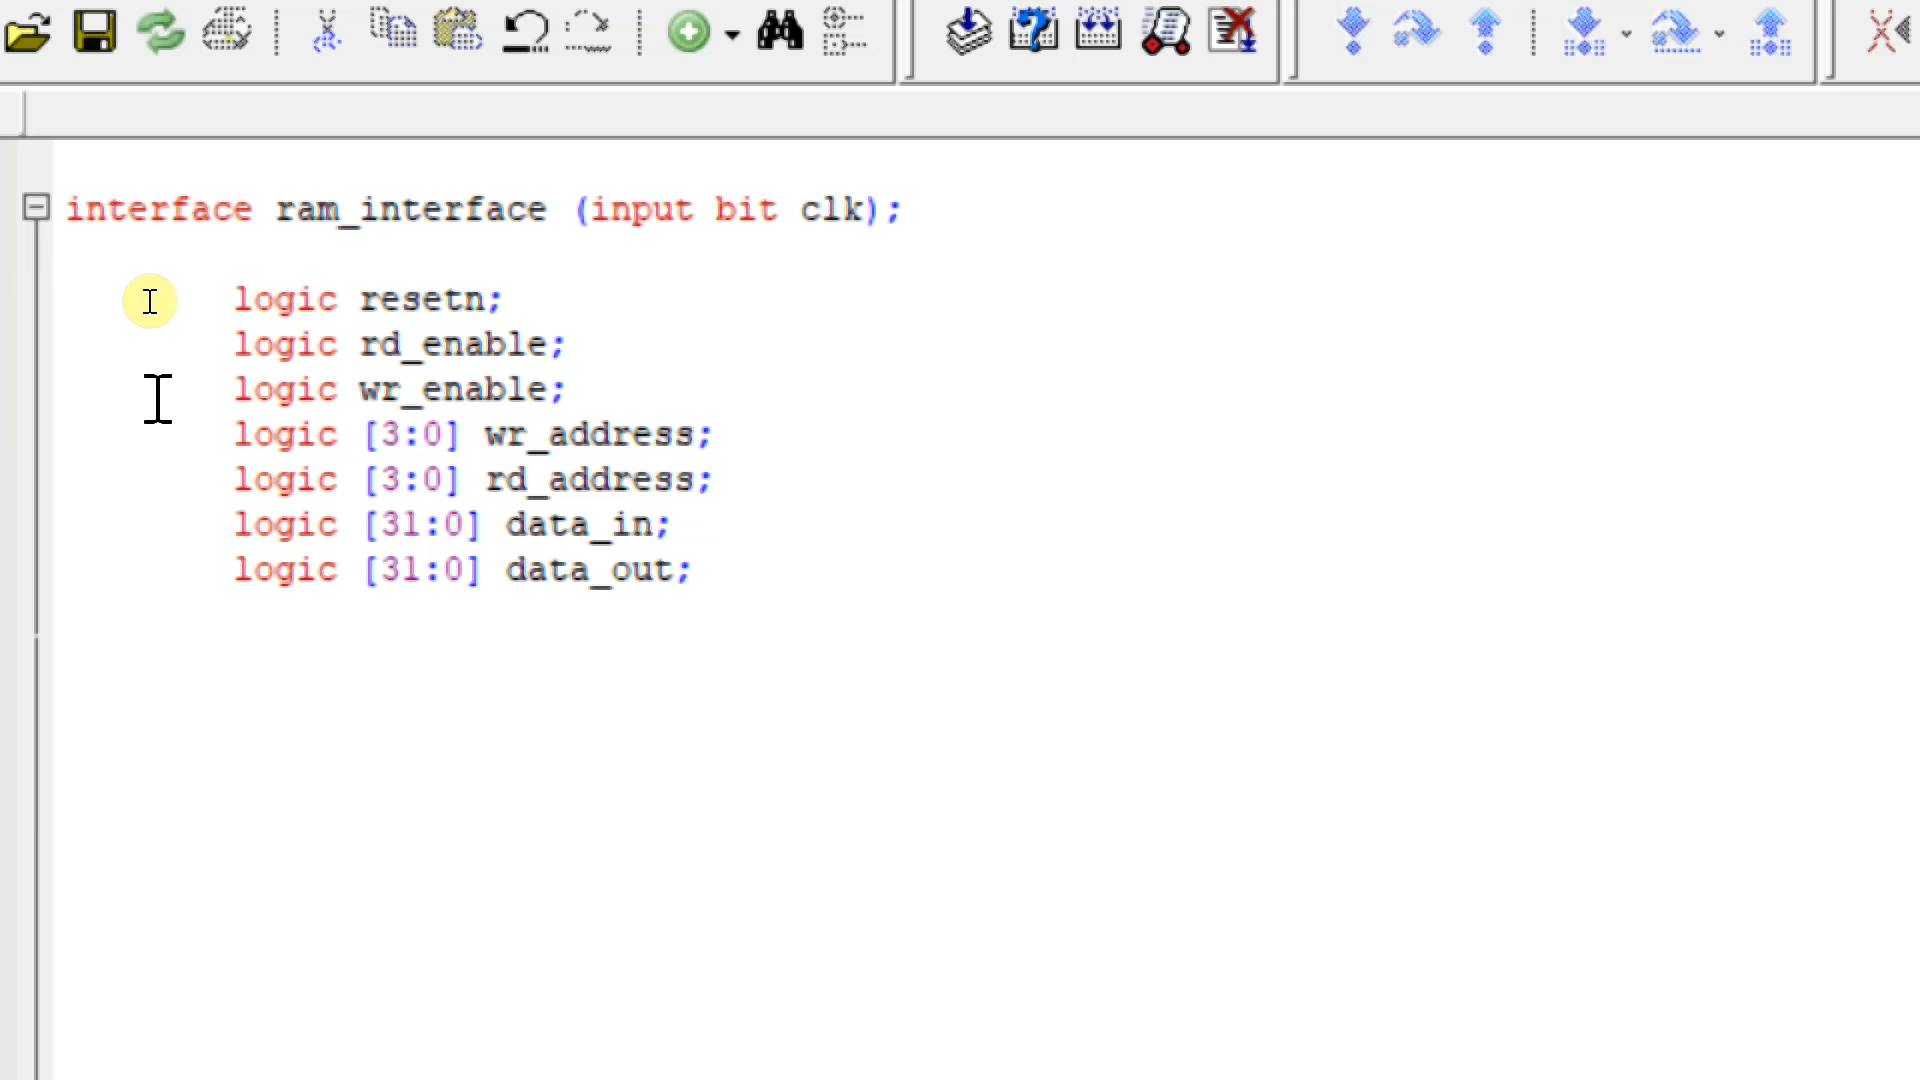 interface ram_interface (input bit clk);
logic resetn;
logic rd_enable;
logic wr_enable;
logic [3:0] wr_address;
logic [3:0] rd_address;
logic [31:0] data_in;
logic [31:0] data_out;